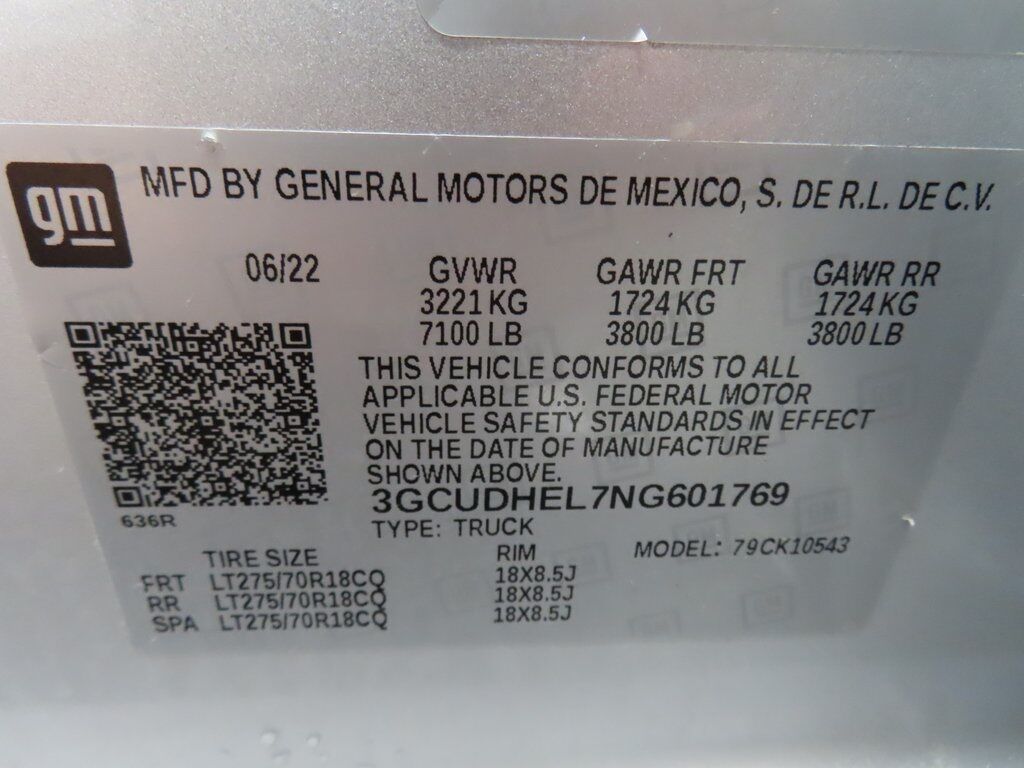 gm
MFD BY GENERAL MOTORS DE MEXICO, S. DE R.L. DE C.V.
06/22 GVWR GAWR FRT GAWR RR
3221 KG 1724 KG 1724 KG
7100 LB 3800 LB 3800 LB
THIS VEHICLE CONFORMS TO ALL
APPLICABLE U.S. FEDERAL MOTOR
VEHICLE SAFETY STANDARDS IN EFFECT
ON THE DATE OF MANUFACTURE
SHOWN ABOVE.
3GCUDHEL7NG601769
636R
TYPE: TRUCK
TIRE SIZE RIM MODEL: 79CK10543
FRT LT275/70R18CQ 18X8.5J
RR LT275/70R18CQ 18X8.5J
SPA LT275/70R18CQ 18X8.5J